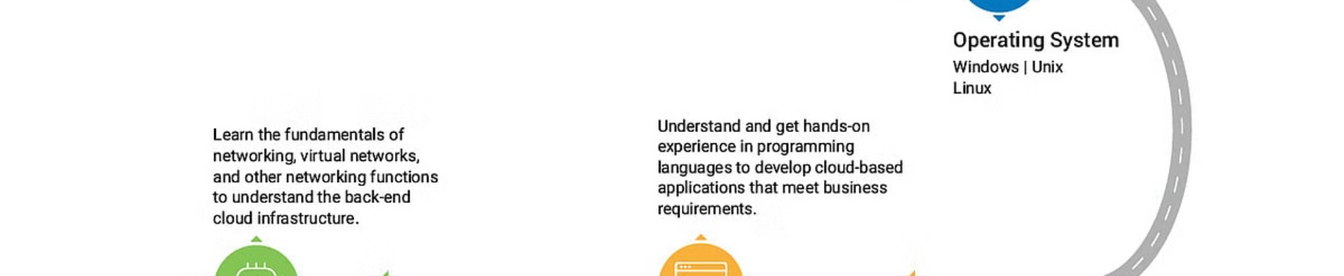 Operating System
Windows | Unix
Linux
Learn the fundamentals of
networking, virtual networks,
and other networking functions
to understand the back-end
cloud infrastructure.
Understand and get hands-on
experience in programming
languages to develop cloud-based
applications that meet business
requirements.